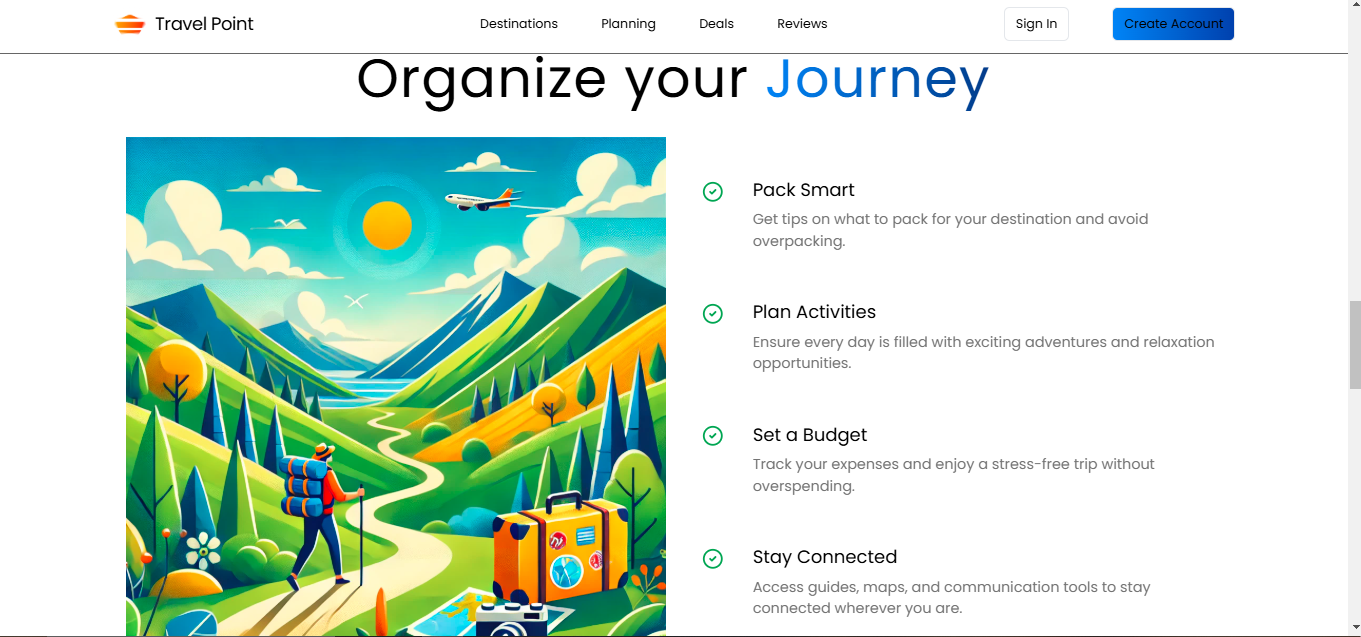 Travel Point
Destinations
Planning
Deals
Reviews
Sign In
Create Account
Organize your Journey
Pack Smart
Get tips on what to pack for your destination and avoid
overpacking.
Plan Activities
Ensure every day is filled with exciting adventures and relaxation
opportunities.
Set a Budget
Track your expenses and enjoy a stress-free trip without
overspending.
Stay Connected
Access guides, maps, and communication tools to stay
connected wherever you are.